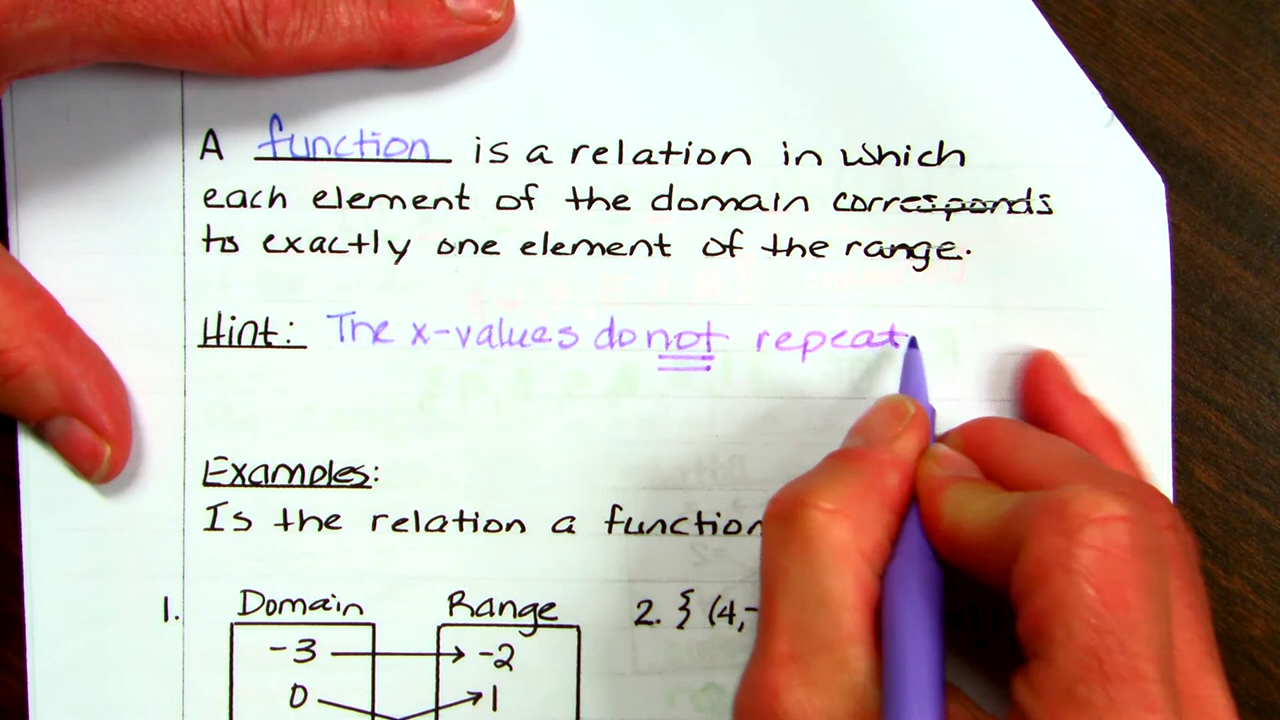 A function is a relation in which
each element of the domain corresponds
to exactly one element of the range.
Hint: The x-values do not repeat
Examples:
Is the relation a function
1. Domain Range 2. { (4,-
-3 -2
0 1